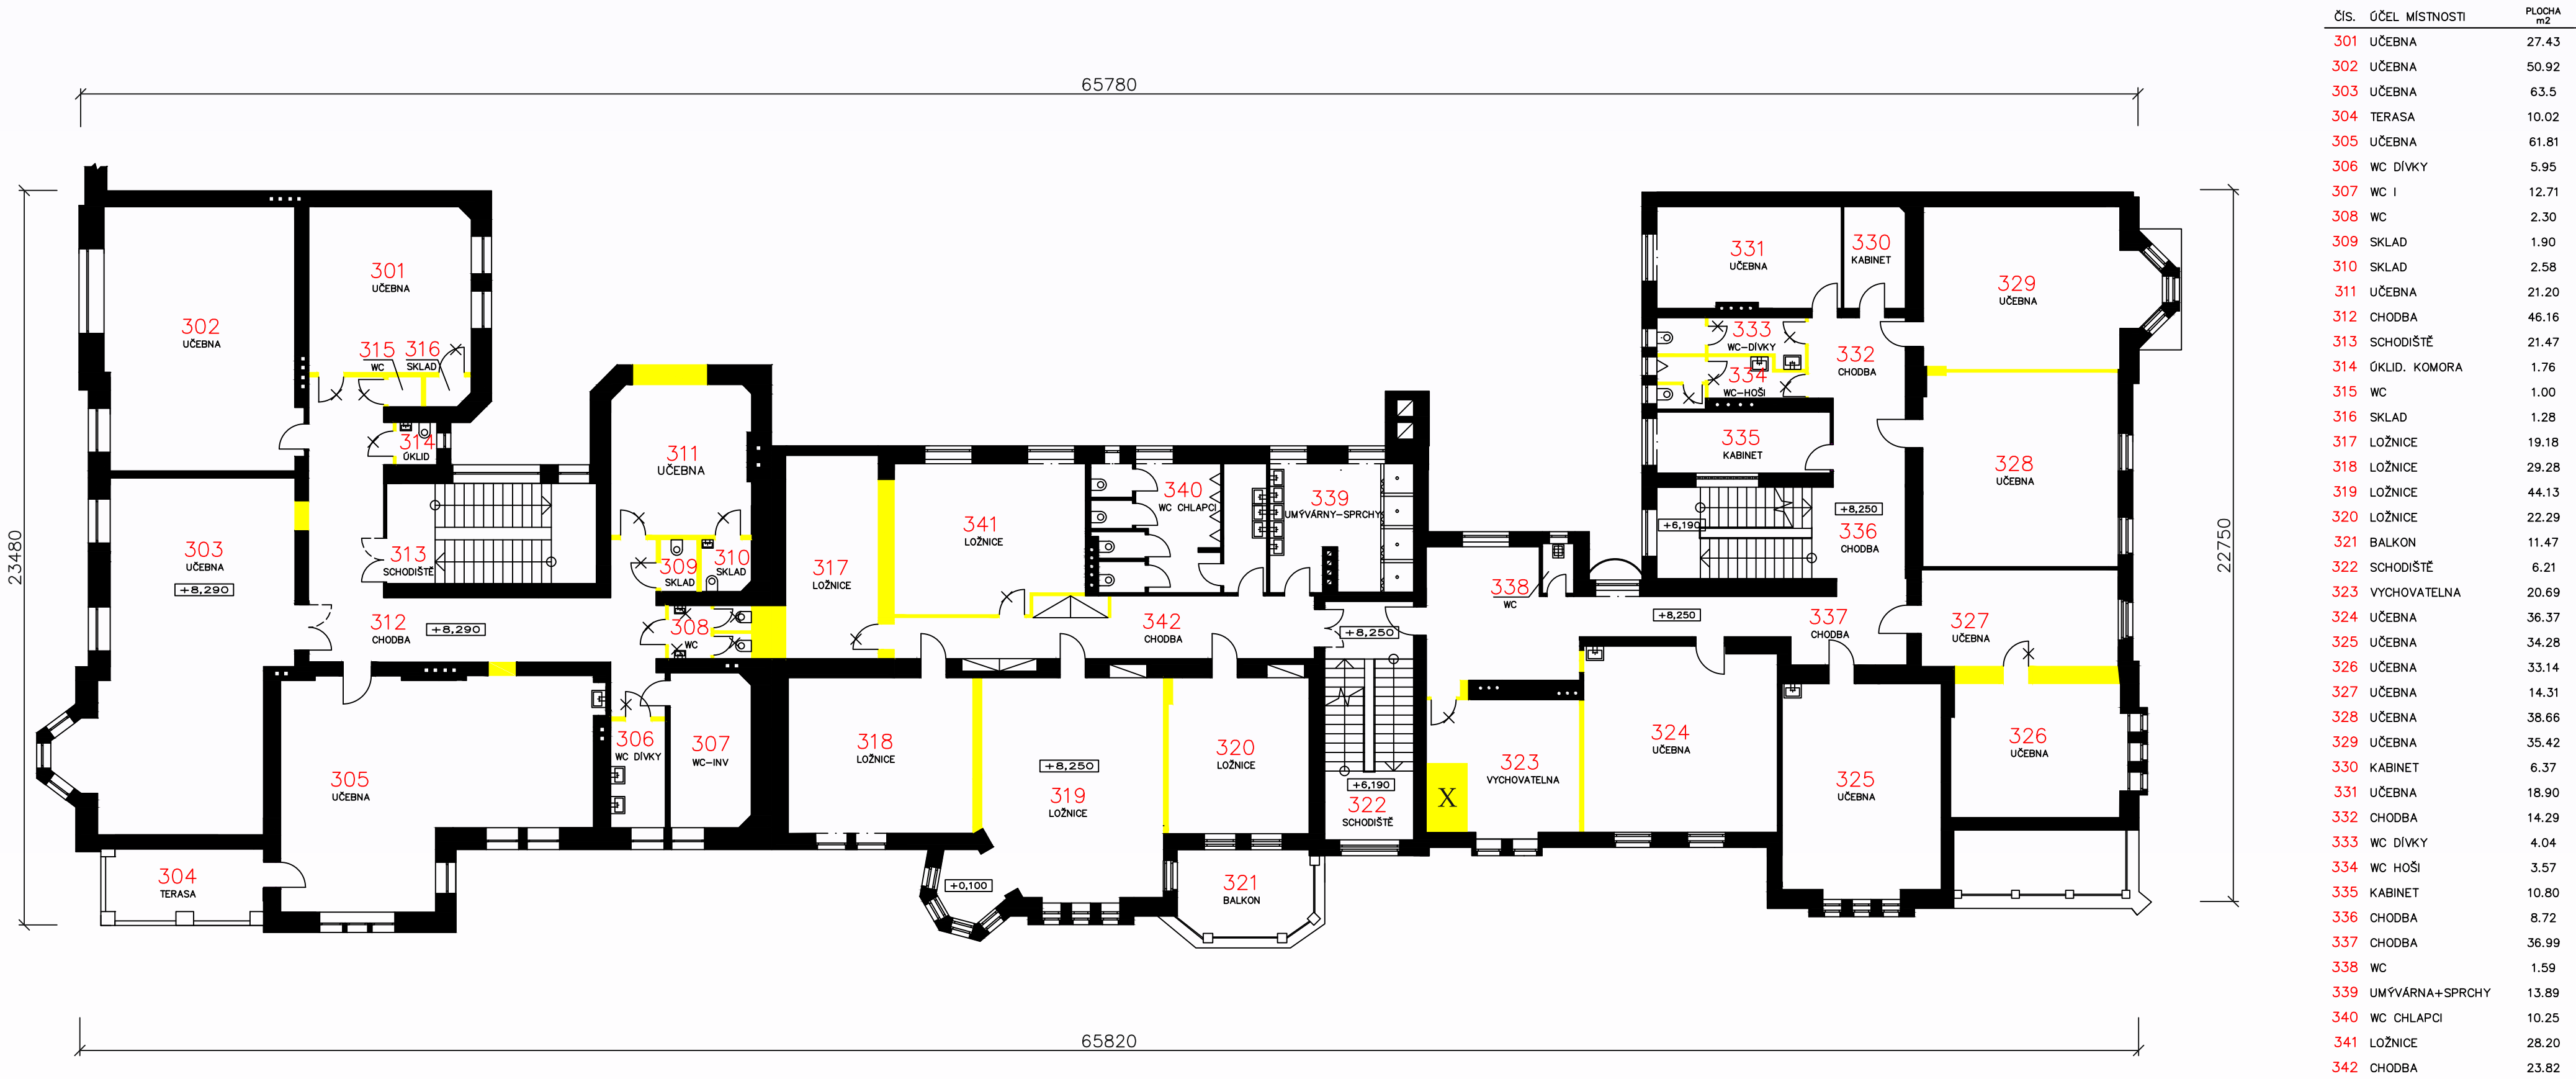 65780
23480
22750
65820
302
UČEBNA
301
UČEBNA
315
WC
316
SKLAD
314
ÚKLID
303
UČEBNA
+8,290
313
SCHODIŠTĚ
312
CHODBA
+8,290
311
UČEBNA
309
SKLAD
310
SKLAD
308
WC
304
TERASA
305
UČEBNA
306
WC DÍVKY
307
WC-INV
317
LOŽNICE
341
LOŽNICE
340
WC CHLAPCI
339
UMÝVÁRNY-SPRCHY
342
CHODBA
+8,250
318
LOŽNICE
+8,250
319
LOŽNICE
320
LOŽNICE
+0,100
321
BALKON
+6,190
322
SCHODIŠTĚ
338
WC
323
VYCHOVATELNA
X
324
UČEBNA
+8,250
337
CHODBA
325
UČEBNA
331
UČEBNA
330
KABINET
333
WC-DÍVKY
334
WC-HOŠI
332
CHODBA
335
KABINET
+6,190
+8,250
336
CHODBA
329
UČEBNA
328
UČEBNA
327
UČEBNA
326
UČEBNA
ČÍS. ÚČEL MÍSTNOSTI PLOCHA m2
301 UČEBNA 27.43
302 UČEBNA 50.92
303 UČEBNA 63.5
304 TERASA 10.02
305 UČEBNA 61.81
306 WC DÍVKY 5.95
307 WC I 12.71
308 WC 2.30
309 SKLAD 1.90
310 SKLAD 2.58
311 UČEBNA 21.20
312 CHODBA 46.16
313 SCHODIŠTĚ 21.47
314 ÚKLID. KOMORA 1.76
315 WC 1.00
316 SKLAD 1.28
317 LOŽNICE 19.18
318 LOŽNICE 29.28
319 LOŽNICE 44.13
320 LOŽNICE 22.29
321 BALKON 11.47
322 SCHODIŠTĚ 6.21
323 VYCHOVATELNA 20.69
324 UČEBNA 36.37
325 UČEBNA 34.28
326 UČEBNA 33.14
327 UČEBNA 14.31
328 UČEBNA 38.66
329 UČEBNA 35.42
330 KABINET 6.37
331 UČEBNA 18.90
332 CHODBA 14.29
333 WC DÍVKY 4.04
334 WC HOŠI 3.57
335 KABINET 10.80
336 CHODBA 8.72
337 CHODBA 36.99
338 WC 1.59
339 UMÝVÁRNA+SPRCHY 13.89
340 WC CHLAPCI 10.25
341 LOŽNICE 28.20
342 CHODBA 23.82